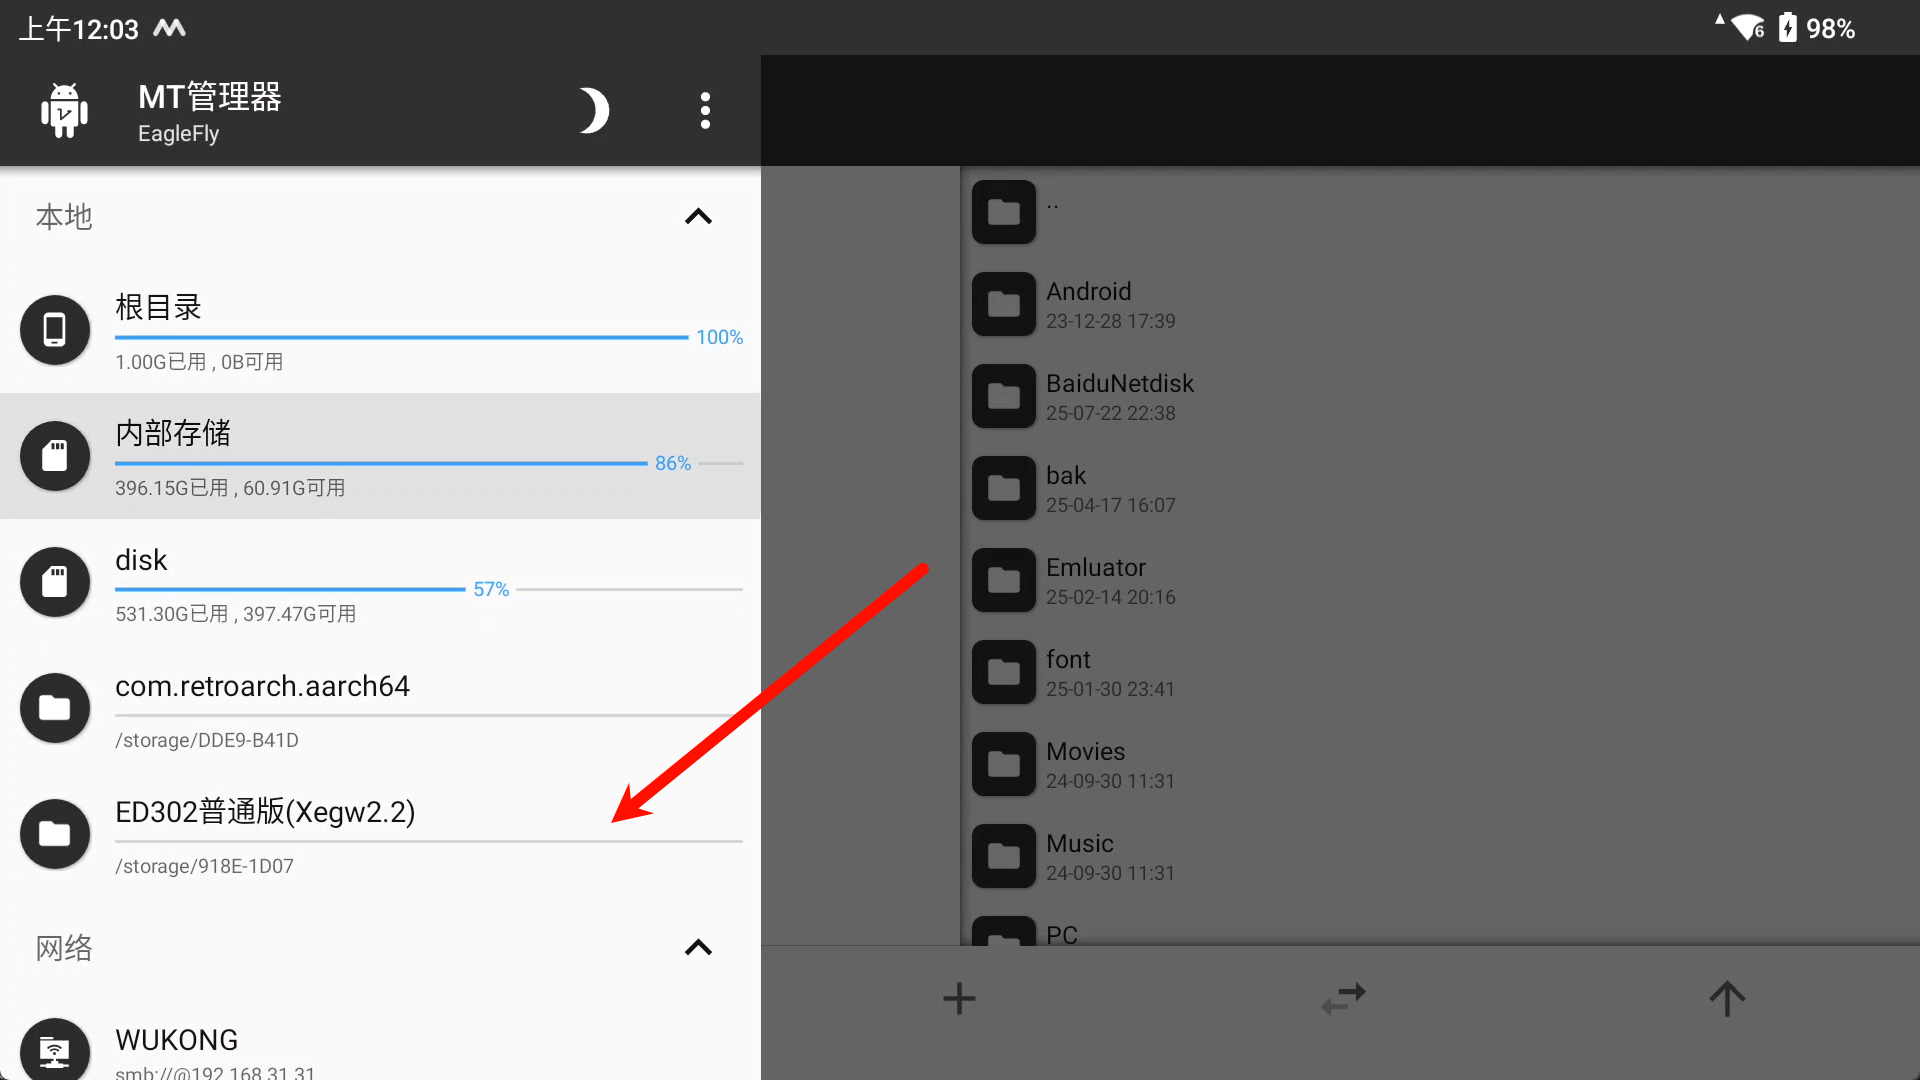 上午12:03
98%
MT管理器
EagleFly
本地
根目录
100%
1.00G已用 , 0B可用
内部存储
86%
396.15G已用 , 60.91G可用
disk
57%
531.30G已用 , 397.47G可用
com.retroarch.aarch64
/storage/DDE9-B41D
ED302普通版(Xegw2.2)
/storage/918E-1D07
网络
WUKONG
smb://@192.168.31.31
..
Android
23-12-28 17:39
BaiduNetdisk
25-07-22 22:38
bak
25-04-17 16:07
Emluator
25-02-14 20:16
font
25-01-30 23:41
Movies
24-09-30 11:31
Music
24-09-30 11:31
PC